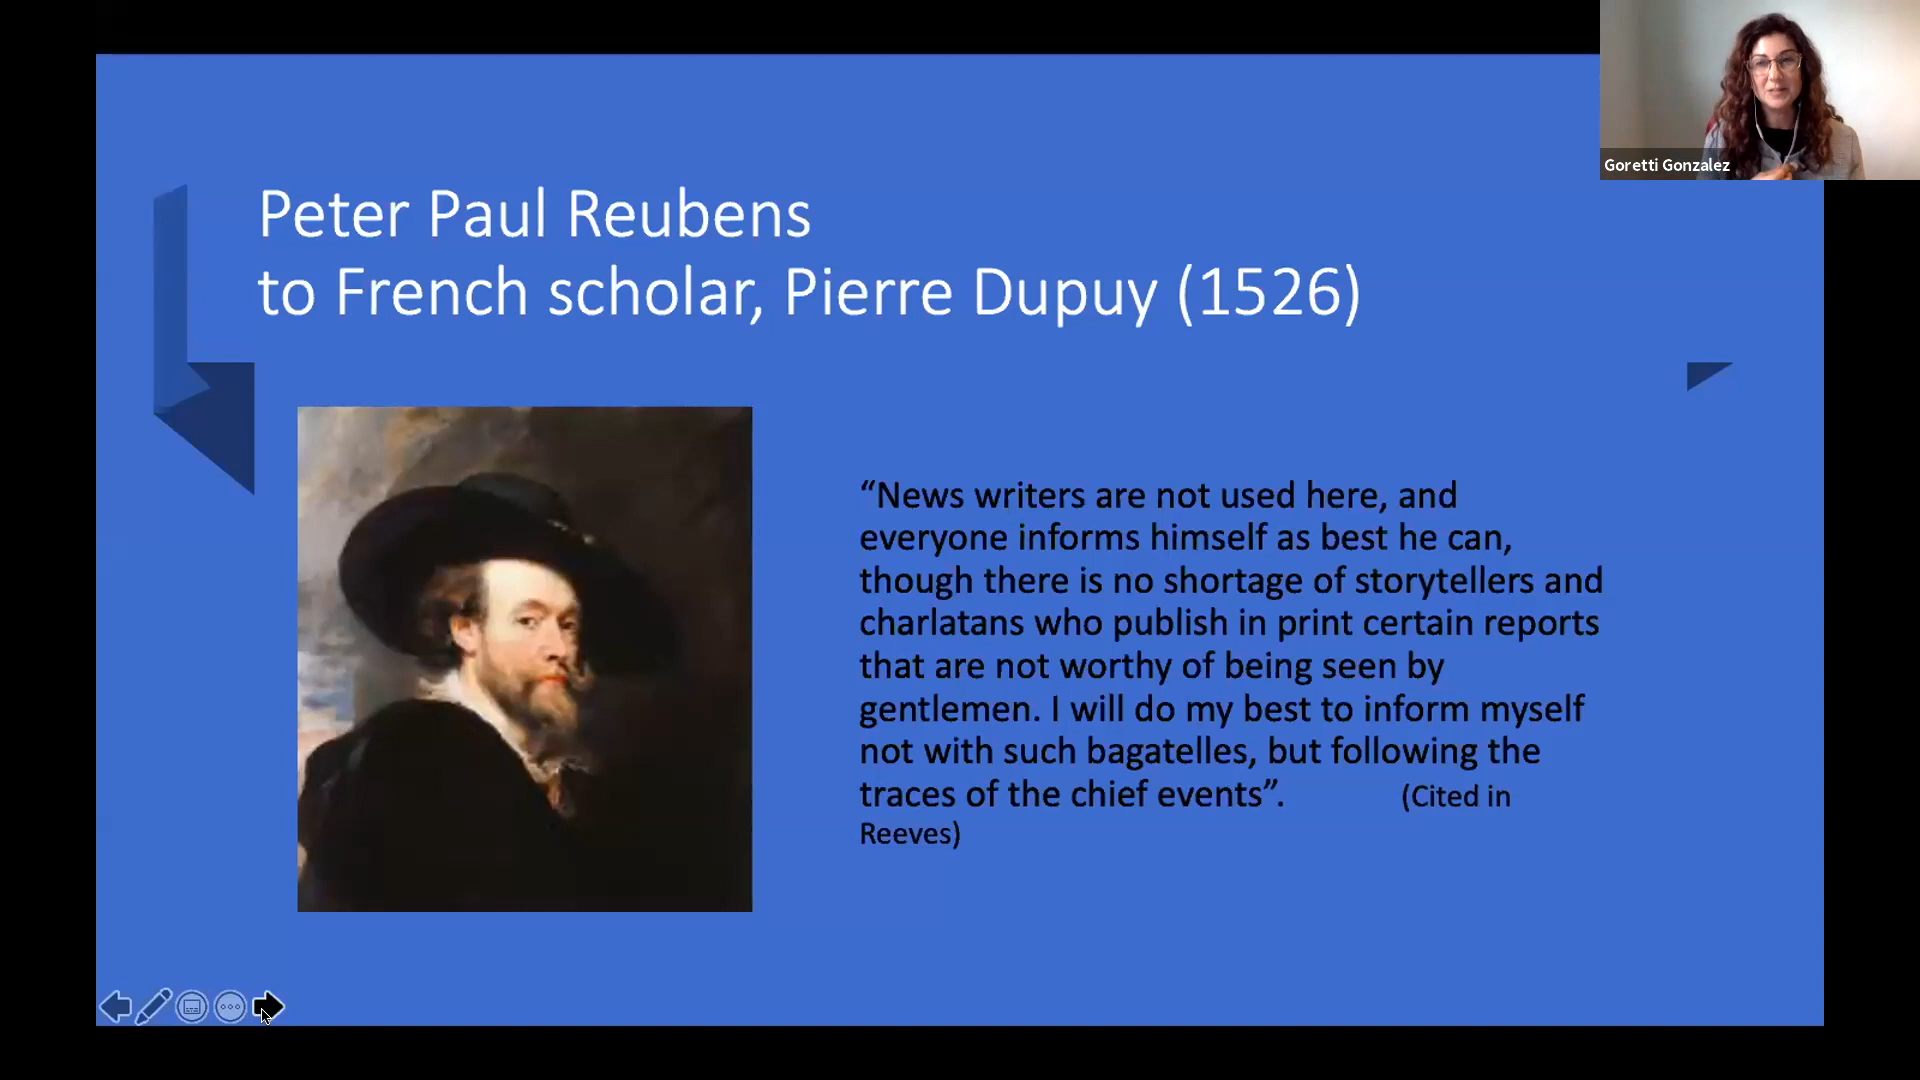 Goretti Gonzalez
Peter Paul Reubens
to French scholar, Pierre Dupuy (1526)
“News writers are not used here, and
everyone informs himself as best he can,
though there is no shortage of storytellers and
charlatans who publish in print certain reports
that are not worthy of being seen by
gentlemen. I will do my best to inform myself
not with such bagatelles, but following the
traces of the chief events”. (Cited in
Reeves)